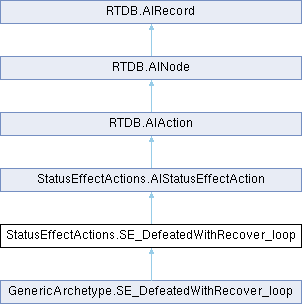 RTDB.AIRecord
RTDB.AINode
RTDB.AIAction
StatusEffectActions.AIStatusEffectAction
StatusEffectActions.SE_DefeatedWithRecover_loop
GenericArchetype.SE_DefeatedWithRecover_loop